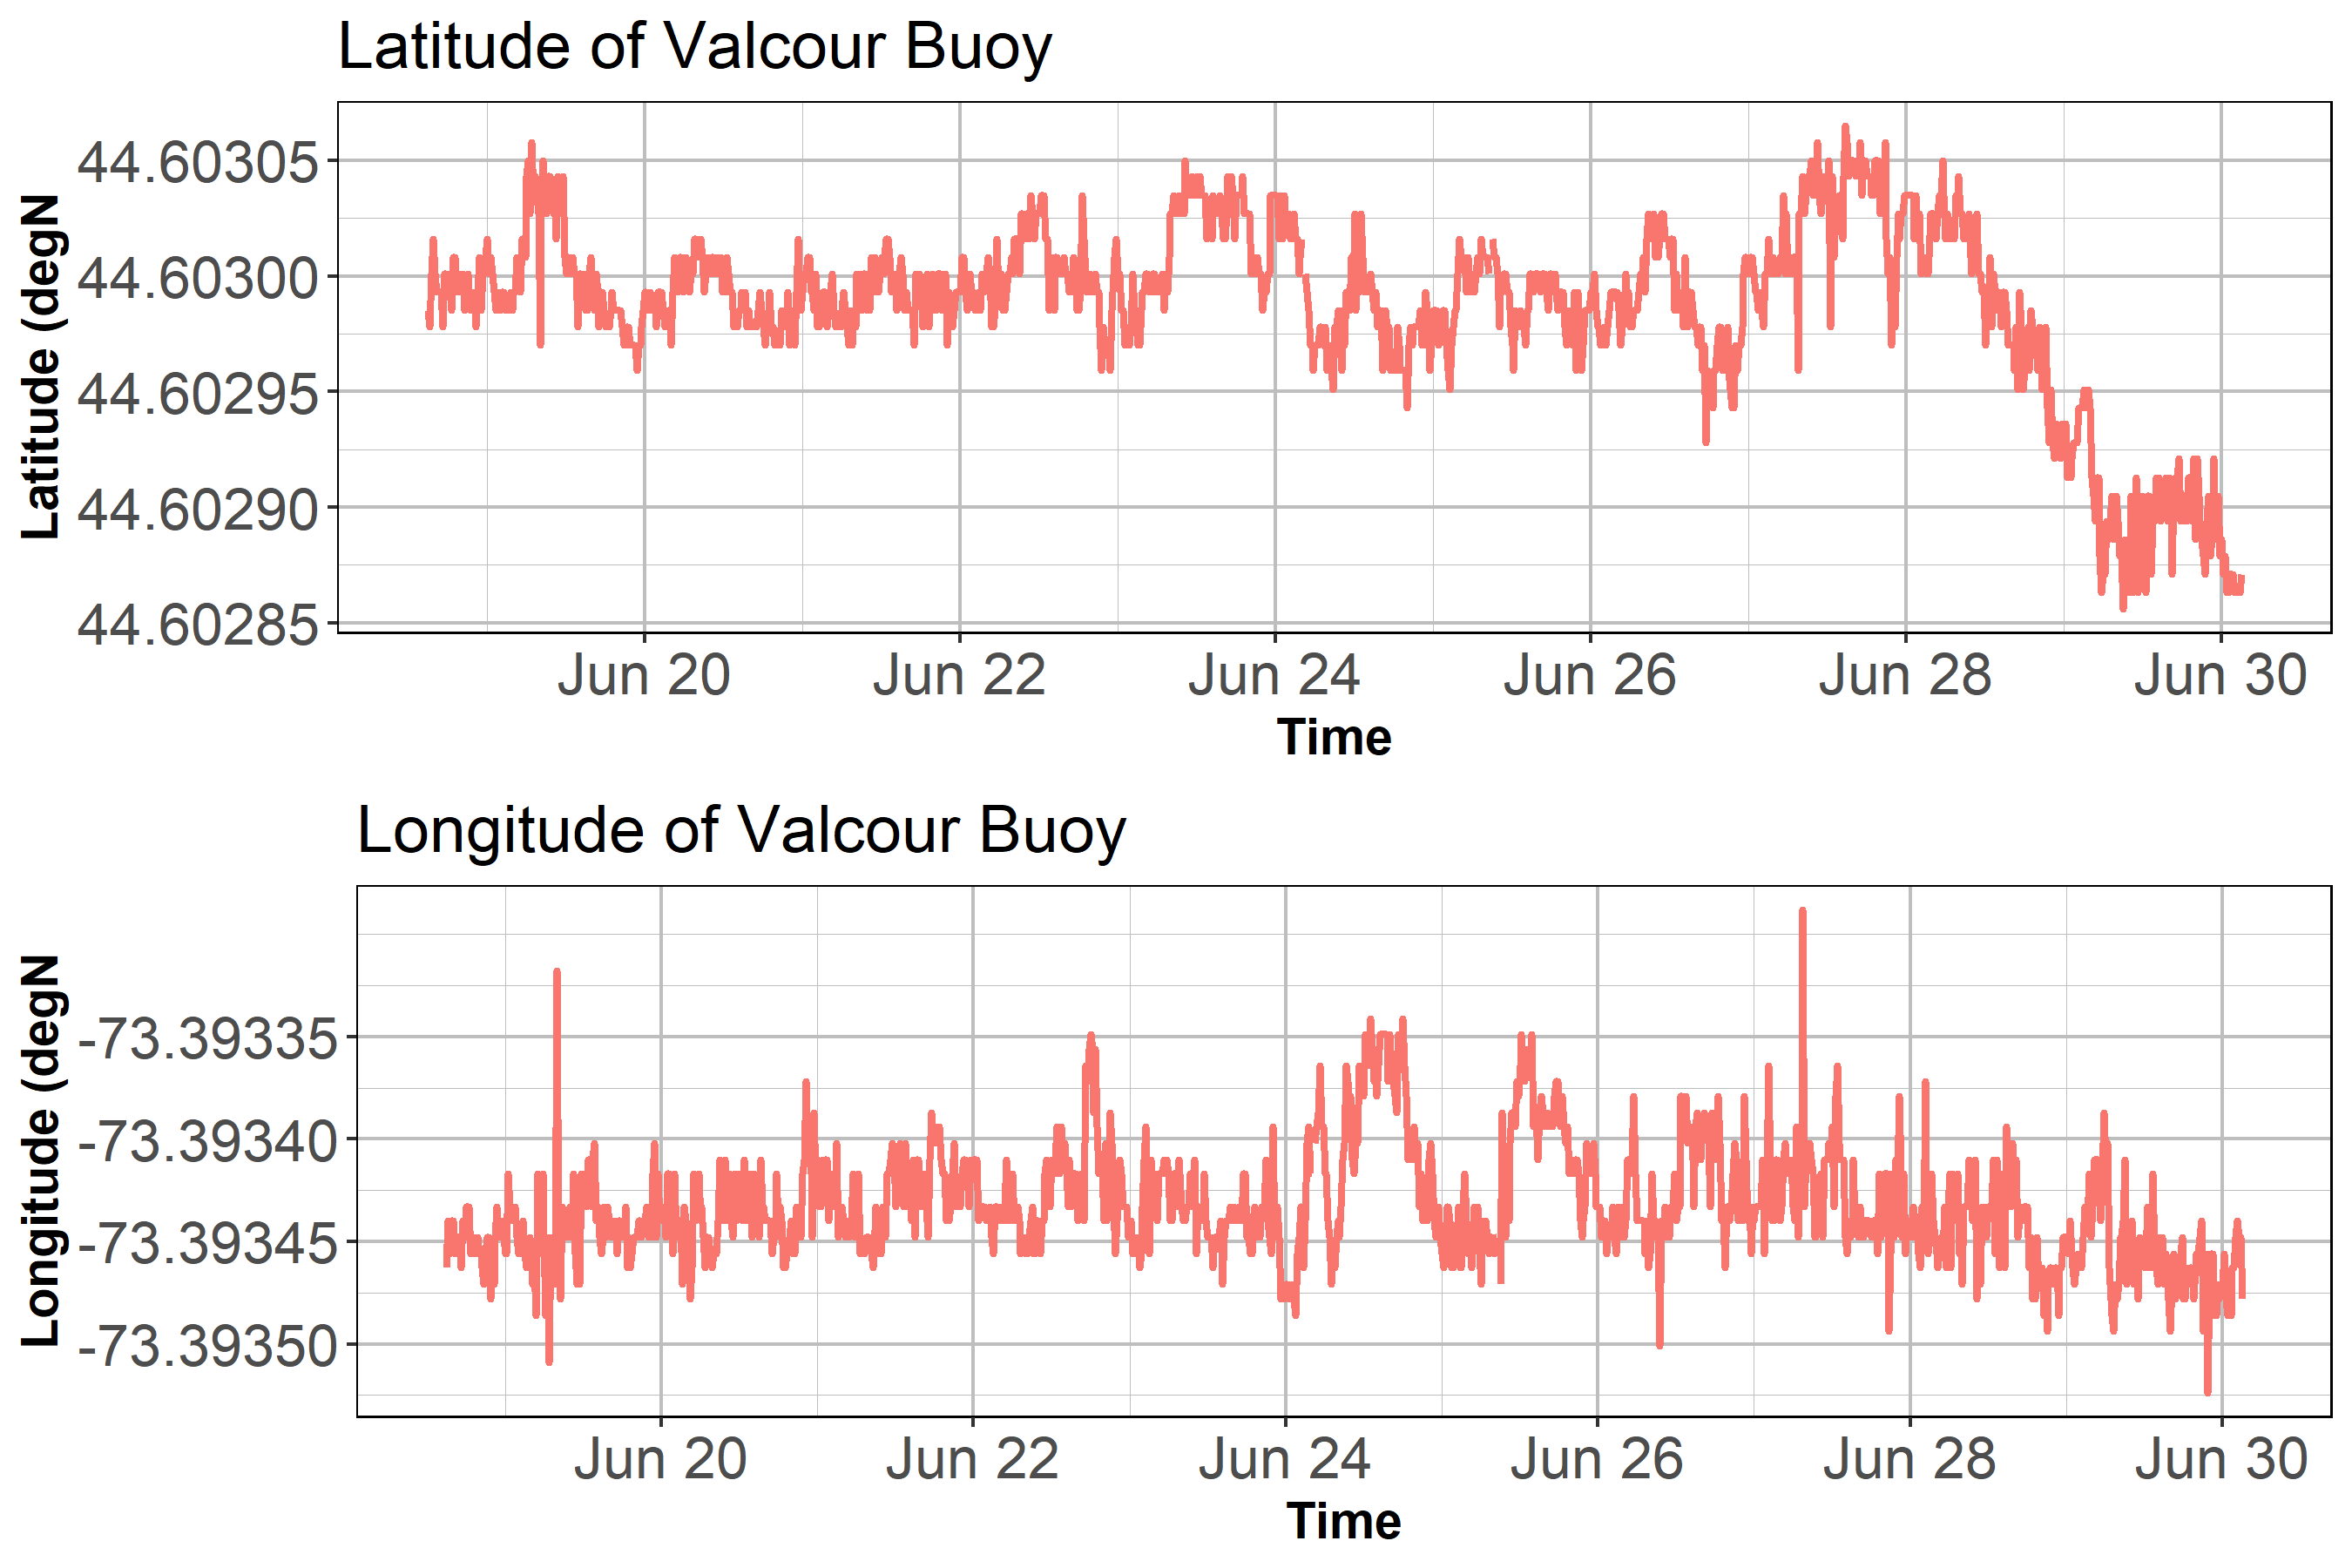 Latitude of Valcour Buoy
Latitude (degN
44.60305
44.60300
44.60295
44.60290
44.60285
Jun 20 Jun 22 Jun 24 Jun 26 Jun 28 Jun 30
Time
Longitude of Valcour Buoy
Longitude (degN
-73.39335
-73.39340
-73.39345
-73.39350
Jun 20 Jun 22 Jun 24 Jun 26 Jun 28 Jun 30
Time